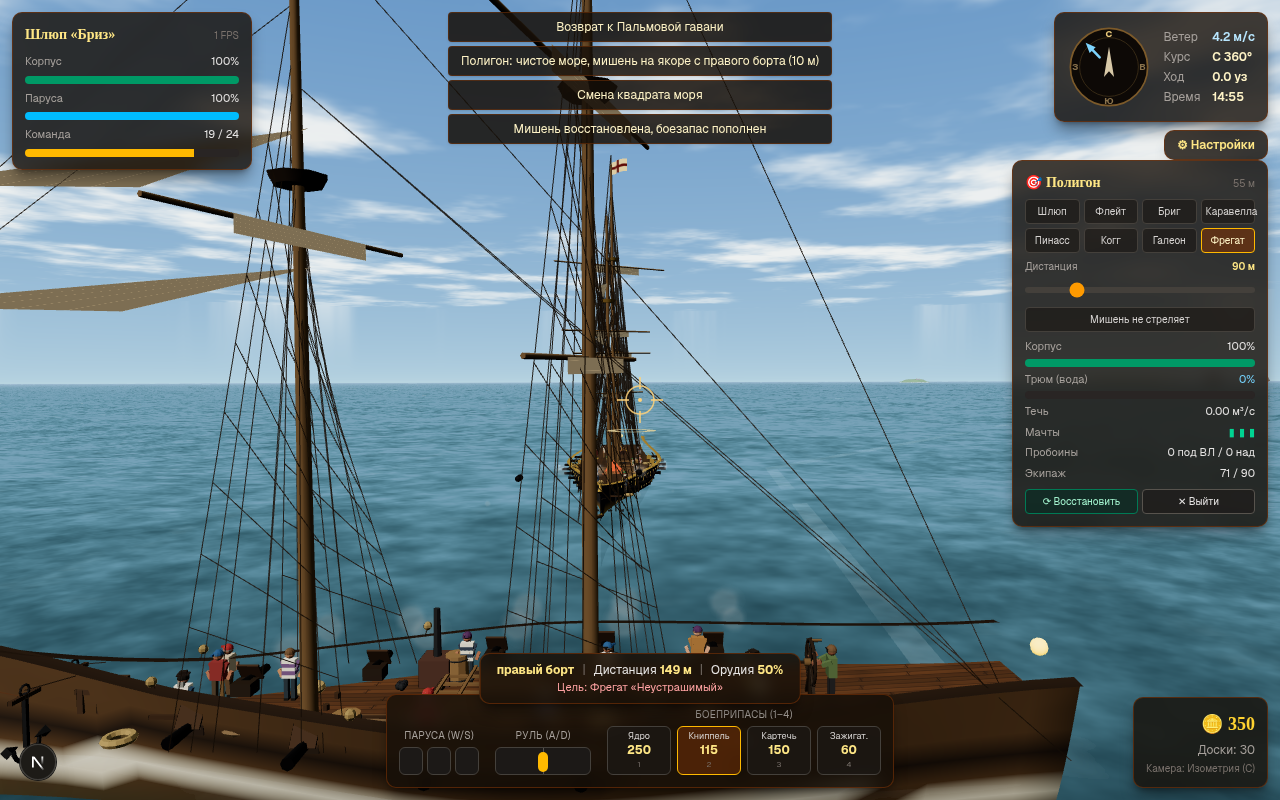 Шлюп «Бриз» 1 FPS
Корпус 100%
Паруса 100%
Команда 19 / 24
Возврат к Пальмовой гавани
Полигон: чистое море, мишень на якоре с правого борта (10 м)
Смена квадрата моря
Мишень восстановлена, боезапас пополнен
С
З В
Ю
Ветер 4.2 м/с
Курс С 360°
Ход 0.0 уз
Время 14:55
⚙ Настройки
🎯 Полигон 55 м
Шлюп Флейт Бриг Каравелла
Пинасс Когг Галеон Фрегат
Дистанция 90 м
Мишень не стреляет
Корпус 100%
Трюм (вода) 0%
Течь 0.00 м³/с
Мачты
Пробоины 0 под ВЛ / 0 над
Экипаж 71 / 90
⟳ Восстановить ✕ Выйти
правый борт | Дистанция 149 м | Орудия 50%
Цель: Фрегат «Неустрашимый»
БОЕПРИПАСЫ (1–4)
ПАРУСА (W/S) РУЛЬ (A/D)
Ядро Книппель Картечь Зажигат.
250 115 150 60
1 2 3 4
N
🪙 350
Доски: 30
Камера: Изометрия (C)